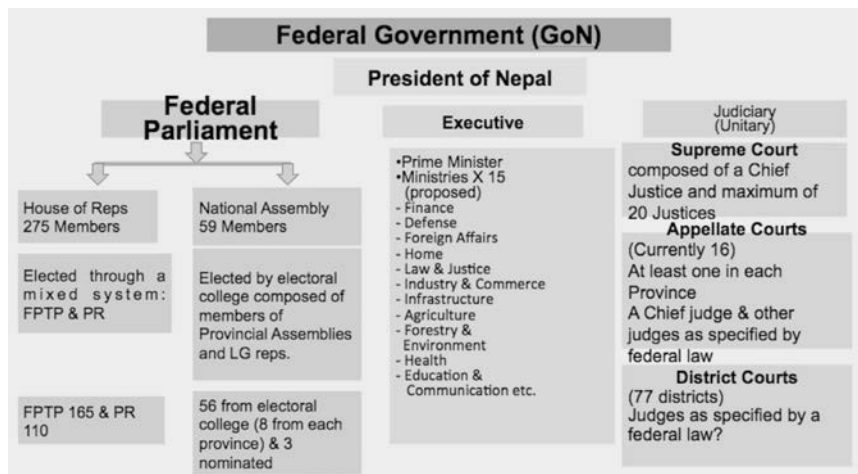 Federal Government (GoN)
President of Nepal
Federal
Parliament
House of Reps
275 Members
Elected through a
mixed system:
FPTP & PR
FPTP 165 & PR
110
National Assembly
59 Members
Elected by electoral
college composed of
members of
Provincial Assemblies
and LG reps.
56 from electoral
college (8 from each
province) & 3
nominated
Executive
•Prime Minister
•Ministries X 15
(proposed)
- Finance
- Defense
- Foreign Affairs
- Home
- Law & Justice
- Industry & Commerce
- Infrastructure
- Agriculture
- Forestry &
Environment
- Health
- Education &
Communication etc.
Judiciary
(Unitary)
Supreme Court
composed of a Chief
Justice and maximum of
20 Justices
Appellate Courts
(Currently 16)
At least one in each
Province
A Chief judge & other
judges as specified by
federal law
District Courts
(77 districts)
Judges as specified by a
federal law?